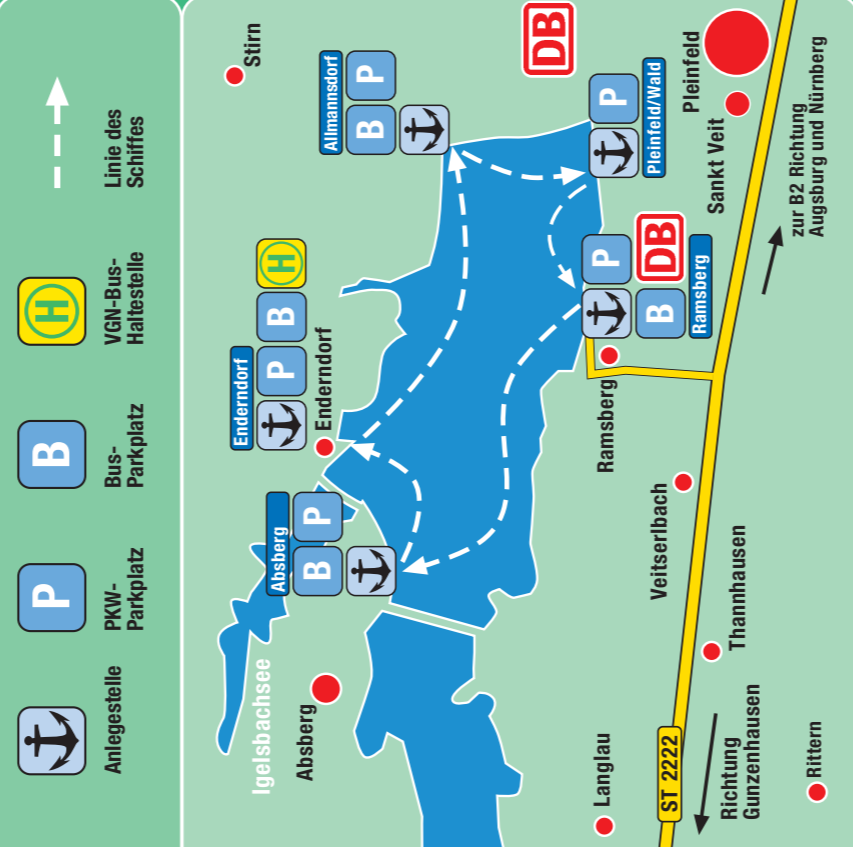 Anlegestelle
P
PKW-
Parkplatz
B
Bus-
Parkplatz
H
VGN-Bus-
Haltestelle
Linie des
Schiffes
Igelsbachsee
Absberg
Absberg
B
P
Enderndorf
P
B
H
Enderndorf
Stirn
Allmannsdorf
B
P
DB
P
Pleinfeld/Wald
Pleinfeld
Sankt Veit
P
DB
B
Ramsberg
Ramsberg
zur B2 Richtung
Augsburg und Nürnberg
Veitserlbach
Thannhausen
Langlau
ST 2222
Richtung
Gunzenhausen
Rittern